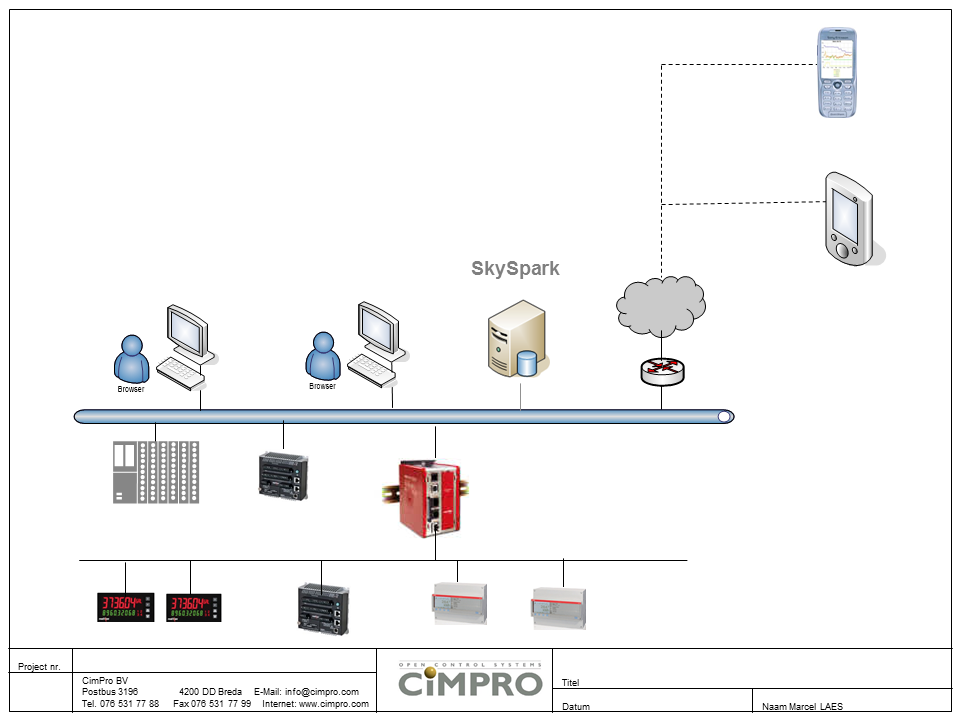 SkySpark
Browser
Browser
373604
896032068
373604
896032068
Project nr.
CimPro BV
Postbus 3196 4200 DD Breda E-Mail: info@cimpro.com
Tel. 076 531 77 88 Fax 076 531 77 99 Internet: www.cimpro.com
OPEN CONTROL SYSTEMS
CIMPRO
Titel
Datum
Naam Marcel LAES